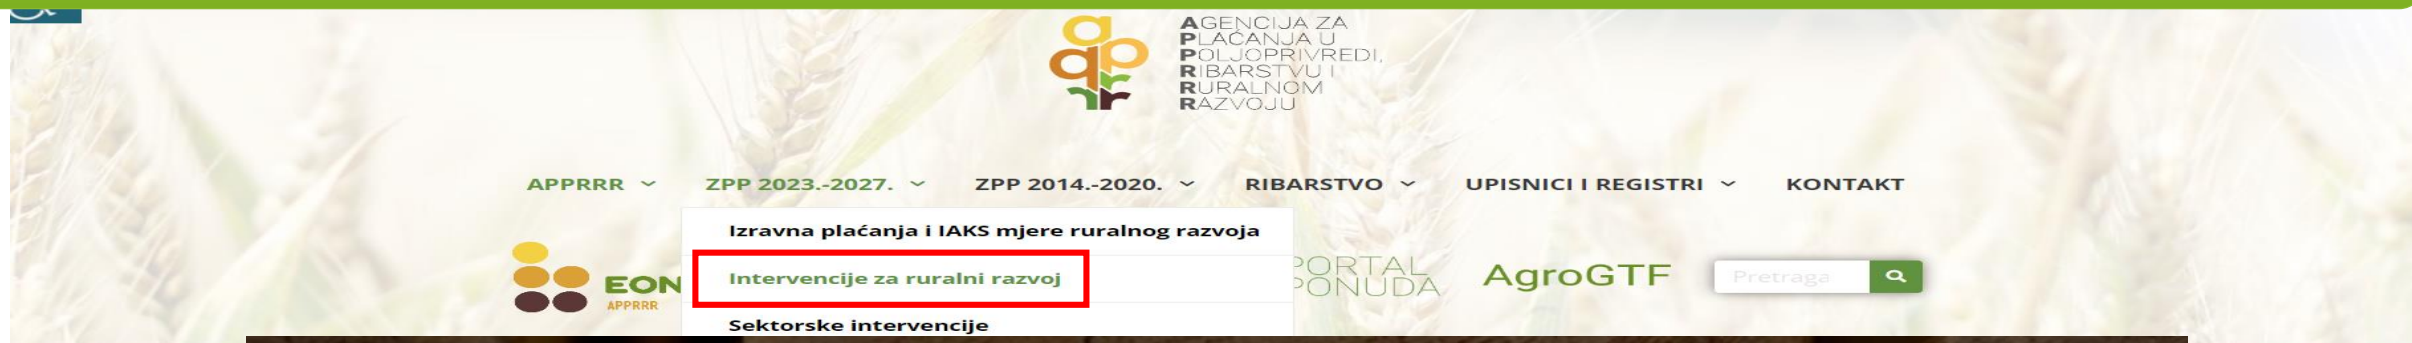 AGENCIJA ZA
PLAĆANJA U
POLJOPRIVREDI,
RIBARSTVU I
RURALNOM
RAZVOJU
APPRRR ZPP 2023.-2027. ZPP 2014.-2020. RIBARSTVO UPISNICI I REGISTRI KONTAKT
Izravna plaćanja i IAKS mjere ruralnog razvoja
Intervencije za ruralni razvoj
Sektorske intervencije
EON
APPRRR
PORTAL
PONUDA
AgroGTF
Pretraga